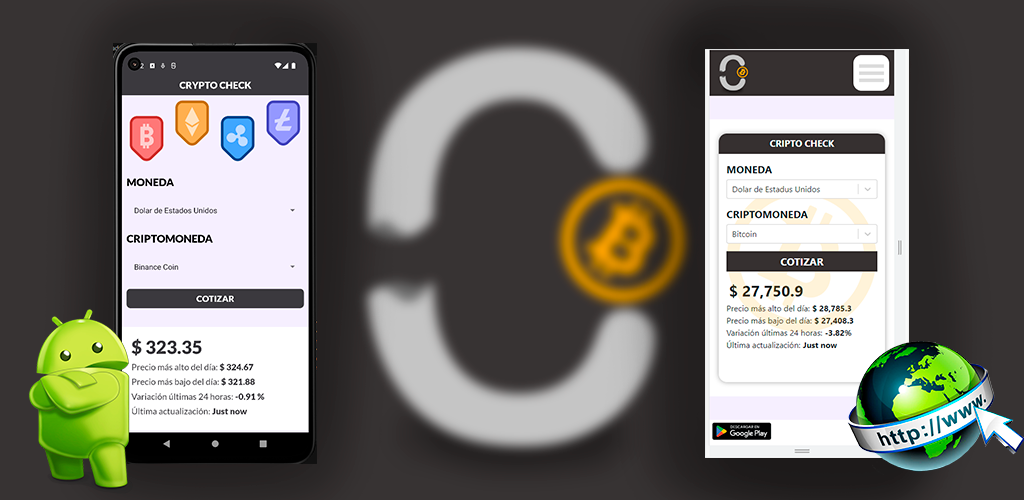 2
CRYPTO CHECK
MONEDA
Dolar de Estados Unidos
CRIPTOMONEDA
Binance Coin
COTIZAR
$ 323.35
Precio más alto del día: $ 324.67
Precio más bajo del día: $ 321.88
Variación últimas 24 horas: -0.91 %
Última actualización: Just now
CRIPTO CHECK
MONEDA
Dolar de Estadus Unidos
CRIPTOMONEDA
Bitcoin
COTIZAR
$ 27,750.9
Precio más alto del día: $ 28,785.3
Precio más bajo del día: $ 27,408.3
Variación últimas 24 horas: -3.82%
Última actualización: Just now
DESCARGAR EN
Google Play
http://www.